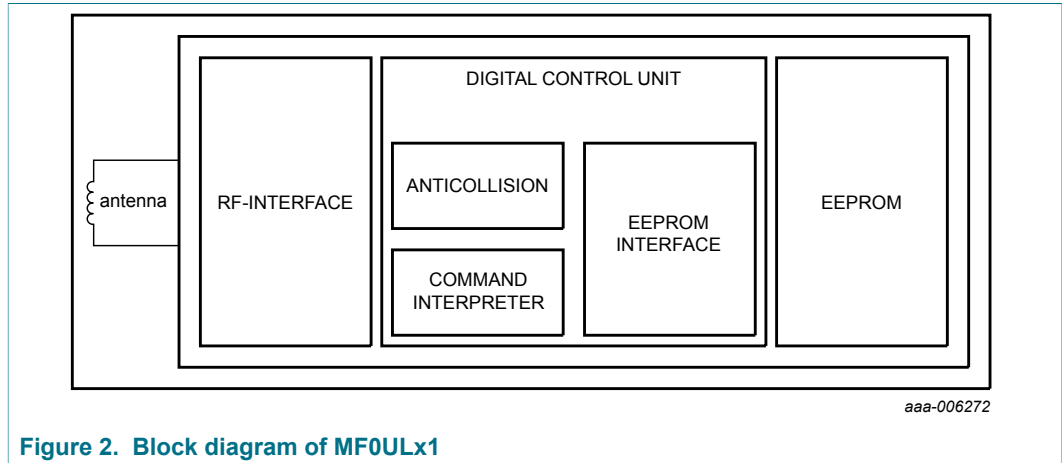 DIGITAL CONTROL UNIT
antenna
RF-INTERFACE
ANTICOLLISION
COMMAND
INTERPRETER
EEPROM
INTERFACE
EEPROM
aaa-006272
Figure 2. Block diagram of MF0ULx1